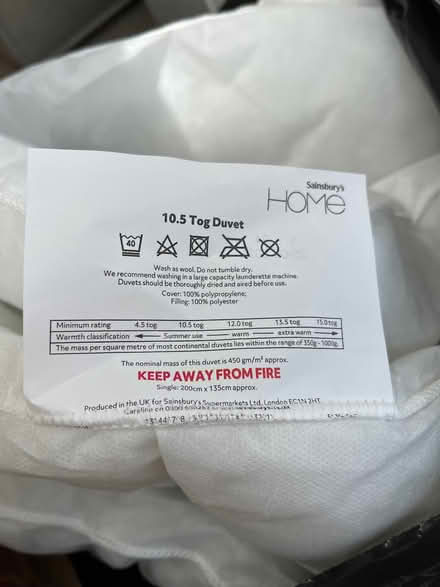 Sainsbury's
HOME
10.5 Tog Duvet
40
Wash as wool. Do not tumble dry.
We recommend washing in a large capacity launderette machine.
Duvets should be thoroughly dried and aired before use.
Cover: 100% polypropylene;
Filling: 100% polyester
Minimum rating 4.5 tog 10.5 tog 12.0 tog 13.5 tog 15.0 tog
Warmth classification Summer use warm extra warm
The mass per square metre of most continental duvets lies within the range of 350g - 1000g.
The nominal mass of this duvet is 450 gm/m² approx.
KEEP AWAY FROM FIRE
Single: 200cm x 135cm approx.
Produced in the UK for Sainsbury's Supermarkets Ltd, London EC1N 2HT
Careline on 0800